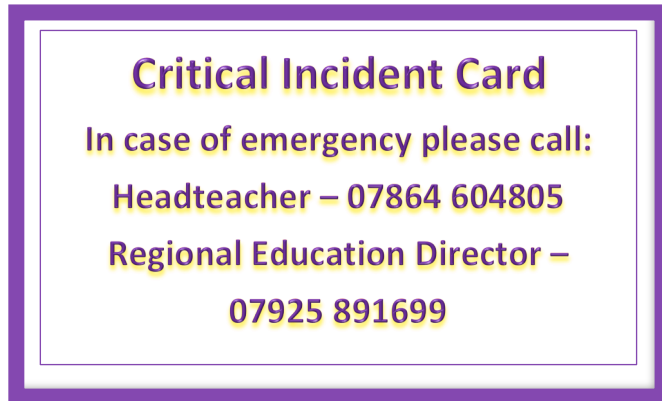 Critical Incident Card
In case of emergency please call:
Headteacher – 07864 604805
Regional Education Director –
07925 891699